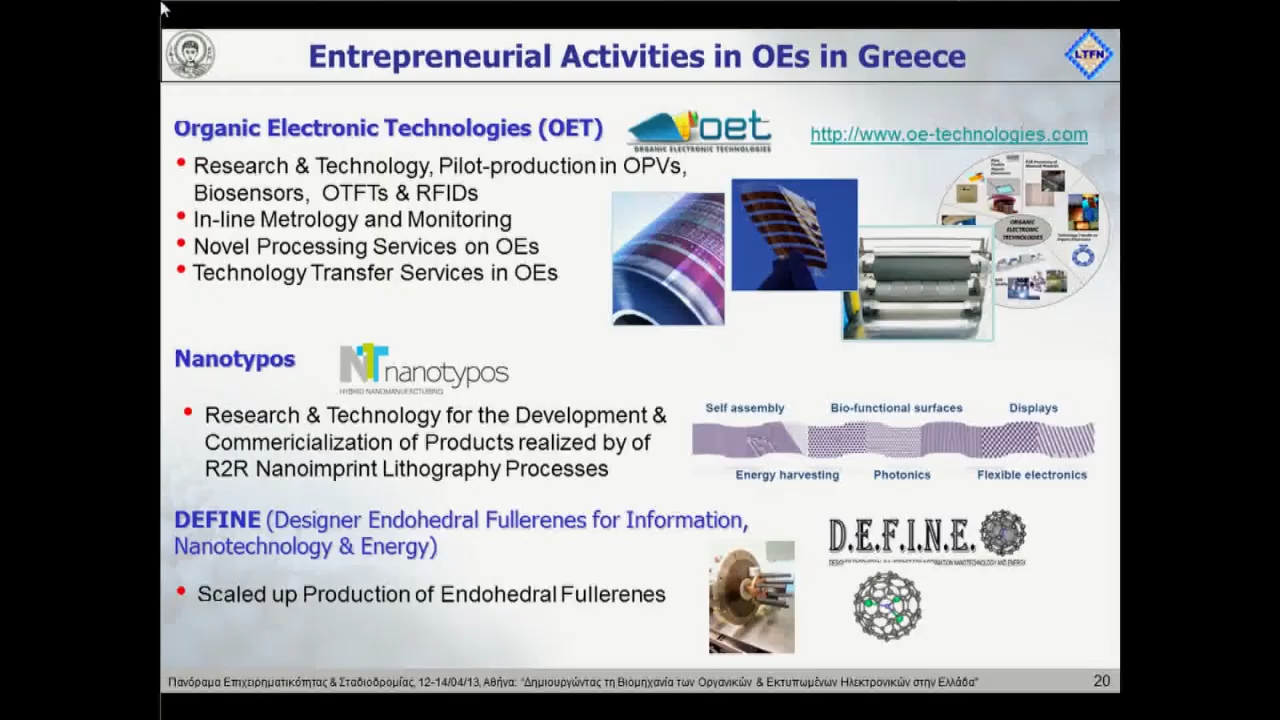 Entrepreneurial Activities in OEs in Greece
LTFN
Organic Electronic Technologies (OET)
oet
ORGANIC ELECTRONIC TECHNOLOGIES
http://www.oe-technologies.com
• Research & Technology, Pilot-production in OPVs,
Biosensors, OTFTs & RFIDs
• In-line Metrology and Monitoring
• Novel Processing Services on OEs
• Technology Transfer Services in OEs
ORGANIC
ELECTRONIC
TECHNOLOGIES
Nanotypos
NT nanotypos
HYBRID NANOMANUFACTURING
• Research & Technology for the Development &
Commericialization of Products realized by of
R2R Nanoimprint Lithography Processes
Self assembly Bio-functional surfaces Displays
Energy harvesting Photonics Flexible electronics
DEFINE (Designer Endohedral Fullerenes for Information,
Nanotechnology & Energy)
D.E.F.I.N.E.
NANOTECHNOLOGY AND ENERGY
• Scaled up Production of Endohedral Fullerenes
Πανόραμα Επιχειρηματικότητας & Σταδιοδρομίας, 12-14/04/13, Αθήνα: “Δημιουργώντας τη Βιομηχανία των Οργανικών & Εκτυπωμένων Ηλεκτρονικών στην Ελλάδα”
20